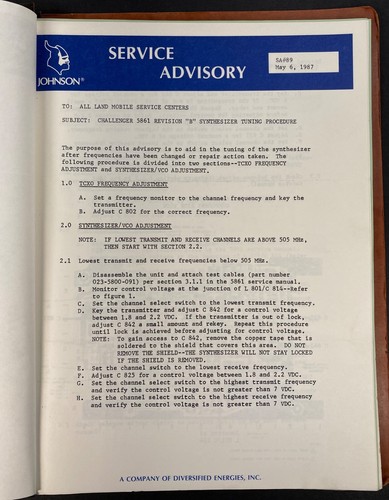 SERVICE
ADVISORY
JOHNSON®
SA#89
May 6, 1987
TO: ALL LAND MOBILE SERVICE CENTERS
SUBJECT: CHALLENGER 5861 REVISION "B" SYNTHESIZER TUNING PROCEDURE
The purpose of this advisory is to aid in the tuning of the synthesizer
after frequencies have been changed or repair action taken. The
following procedure is divided into two sections--TCXO FREQUENCY
ADJUSTMENT and SYNTHESIZER/VCO ADJUSTMENT.
1.0 TCXO FREQUENCY ADJUSTMENT
A. Set a frequency monitor to the channel frequency and key the
transmitter.
B. Adjust C 802 for the correct frequency.
2.0 SYNTHESIZER/VCO ADJUSTMENT
NOTE: IF LOWEST TRANSMIT AND RECEIVE CHANNELS ARE ABOVE 505 MHz,
THEN START WITH SECTION 2.2.
2.1 Lowest transmit and receive frequencies below 505 MHz.
A. Disassemble the unit and attach test cables (part number
023-5800-091) per section 3.1.1 in the 5861 service manual.
B. Monitor control voltage at the junction of L 801/C 814--Refer
to figure 1.
C. Set the channel select switch to the lowest transmit frequency.
D. Key the transmitter and adjust C 842 for a control voltage
between 1.8 and 2.2 VDC. If the transmitter is out of lock,
adjust C 842 a small amount and rekey. Repeat this procedure
until lock is achieved before adjusting for control voltage.
NOTE: To gain access to C 842, remove the copper tape that is
soldered to the shield that covers this area. DO NOT
REMOVE THE SHIELD--THE SYNTHESIZER WILL NOT STAY LOCKED
IF THE SHIELD IS REMOVED.
E. Set the channel switch to the lowest receive frequency.
F. Adjust C 825 for a control voltage between 1.8 and 2.2 VDC.
G. Set the channel select switch to the highest transmit frequency
and verify the control voltage is not greater than 7 VDC.
H. Set the channel select switch to the highest receive frequency
and verify the control voltage is not greater than 7 VDC.
A COMPANY OF DIVERSIFIED ENERGIES, INC.